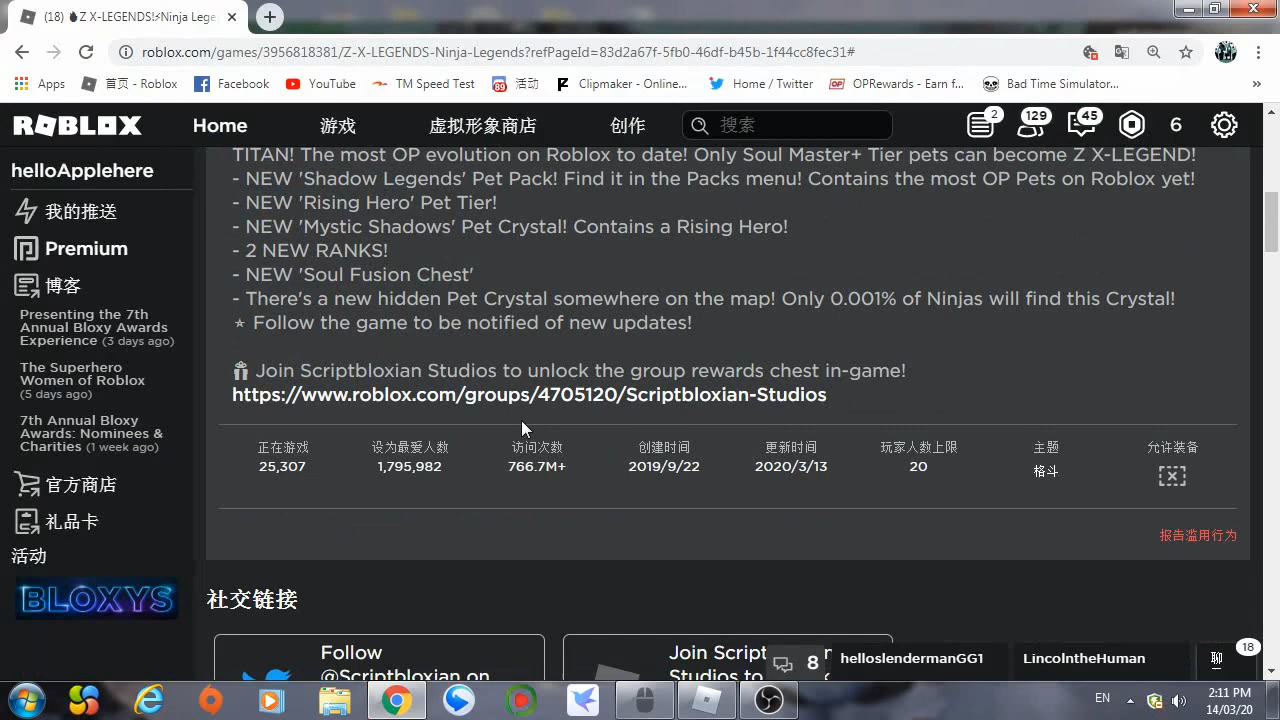 (18) Z X-LEGENDS!⚡Ninja Lege
roblox.com/games/3956818381/Z-X-LEGENDS-Ninja-Legends?refPageId=83d2a67f-5fb0-46df-b45b-1f44cc8fec31#
Apps 首页 - Roblox Facebook YouTube TM Speed Test 89 活动 Clipmaker - Online... Home / Twitter OP OPRewards - Earn f... Bad Time Simulator... »
ROBLOX Home 游戏 虚拟形象商店 创作 搜索 2 129 45 6
helloApplehere
我的推送
Premium
博客
Presenting the 7th
Annual Bloxy Awards
Experience (3 days ago)
The Superhero
Women of Roblox
(5 days ago)
7th Annual Bloxy
Awards: Nominees &
Charities (1 week ago)
官方商店
礼品卡
活动
BLOXYS
TITAN! The most OP evolution on Roblox to date! Only Soul Master+ Tier pets can become Z X-LEGEND!
- NEW 'Shadow Legends' Pet Pack! Find it in the Packs menu! Contains the most OP Pets on Roblox yet!
- NEW 'Rising Hero' Pet Tier!
- NEW 'Mystic Shadows' Pet Crystal! Contains a Rising Hero!
- 2 NEW RANKS!
- NEW 'Soul Fusion Chest'
- There's a new hidden Pet Crystal somewhere on the map! Only 0.001% of Ninjas will find this Crystal!
⭑ Follow the game to be notified of new updates!
Join Scriptbloxian Studios to unlock the group rewards chest in-game!
https://www.roblox.com/groups/4705120/Scriptbloxian-Studios
正在游戏 设为最爱人数 访问次数 创建时间 更新时间 玩家人数上限 主题 允许装备
25,307 1,795,982 766.7M+ 2019/9/22 2020/3/13 20 格斗
报告滥用行为
社交链接
Follow
@Scriptbloxian on
Join Script
Studios to
8 helloslendermanGG1 LincolntheHuman 聊 18
EN 2:11 PM
14/03/20